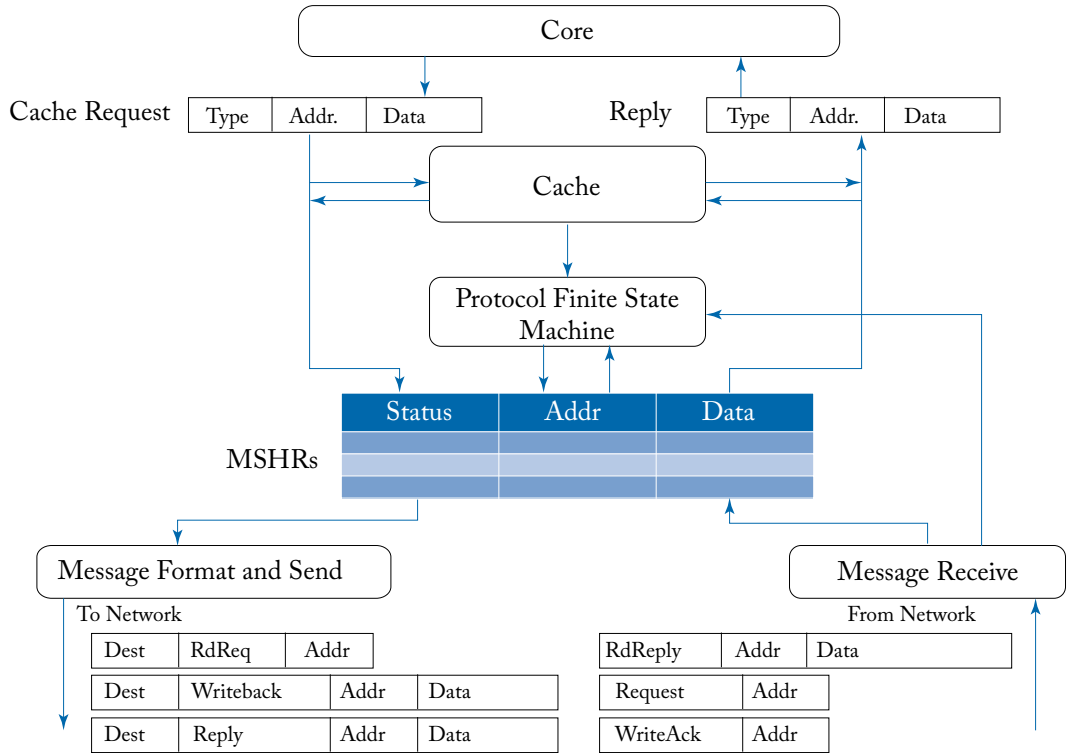 Core
Cache Request Type Addr. Data
Reply Type Addr. Data
Cache
Protocol Finite State
Machine
Status Addr Data
MSHRs
Message Format and Send
Message Receive
To Network
From Network
Dest RdReq Addr
RdReply Addr Data
Dest Writeback Addr Data
Request Addr
Dest Reply Addr Data
WriteAck Addr